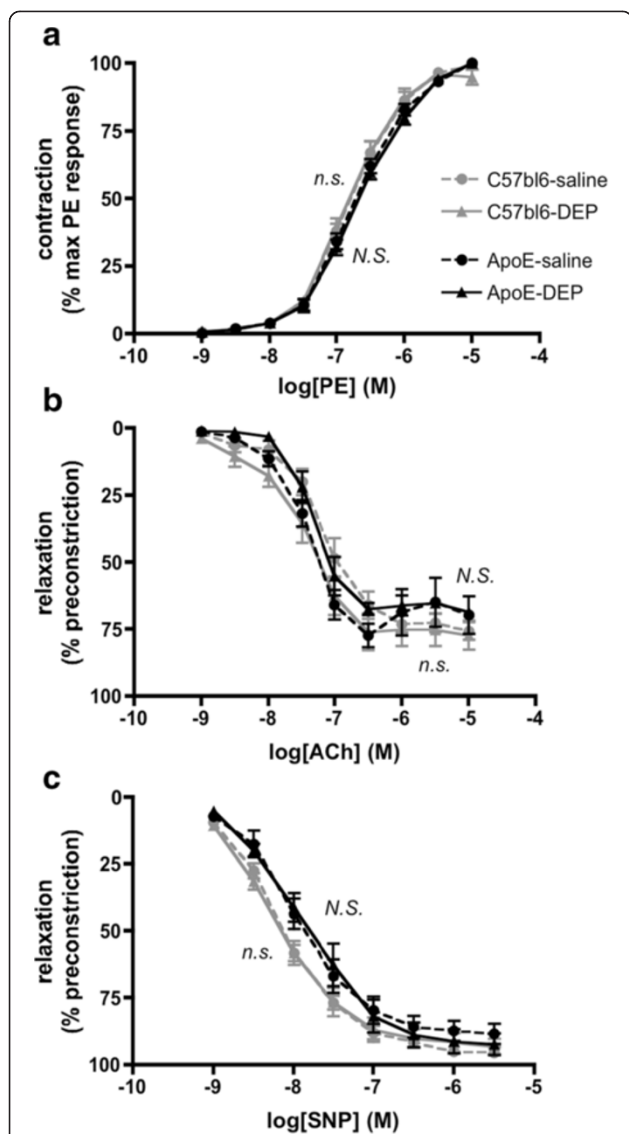 a
contraction
(% max PE response)
100
75
50
25
0
n.s.
N.S.
C57bl6-saline
C57bl6-DEP
ApoE-saline
ApoE-DEP
-10 -9 -8 -7 -6 -5 -4
log[PE] (M)
b
relaxation
(% preconstriction)
0
25
50
75
100
N.S.
n.s.
-10 -9 -8 -7 -6 -5 -4
log[ACh] (M)
c
relaxation
(% preconstriction)
0
25
50
75
100
N.S.
n.s.
-10 -9 -8 -7 -6 -5
log[SNP] (M)